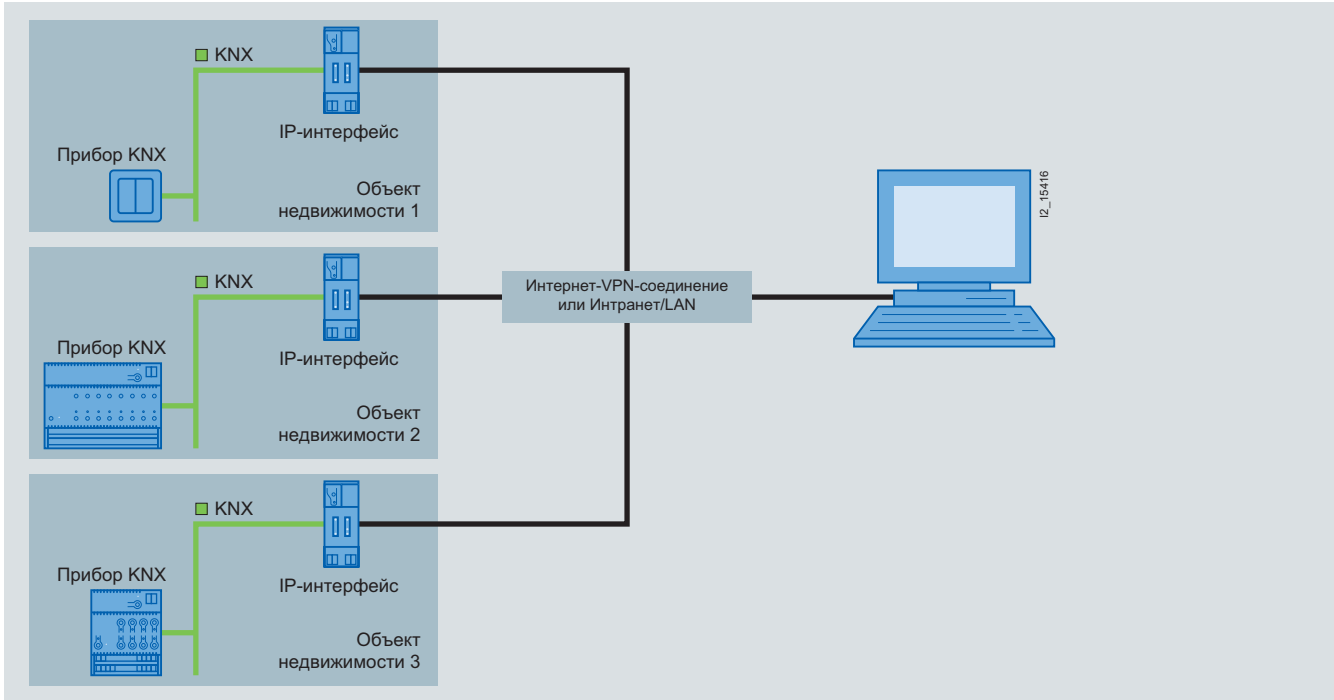 KNX
IP-интерфейс
Прибор KNX
Объект
недвижимости 1
KNX
IP-интерфейс
Прибор KNX
Объект
недвижимости 2
KNX
IP-интерфейс
Прибор KNX
Объект
недвижимости 3
Интернет-VPN-соединение
или Интранет/LAN
I2_15416